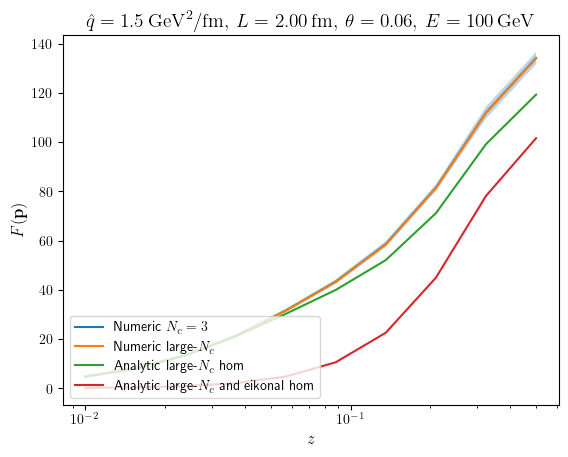 q̂ = 1.5 GeV²/fm, L = 2.00 fm, θ = 0.06, E = 100 GeV
F(p)
140
120
100
80
60
40
20
0
Numeric N_c = 3
Numeric large-N_c
Analytic large-N_c hom
Analytic large-N_c and eikonal hom
10⁻² 10⁻¹
z